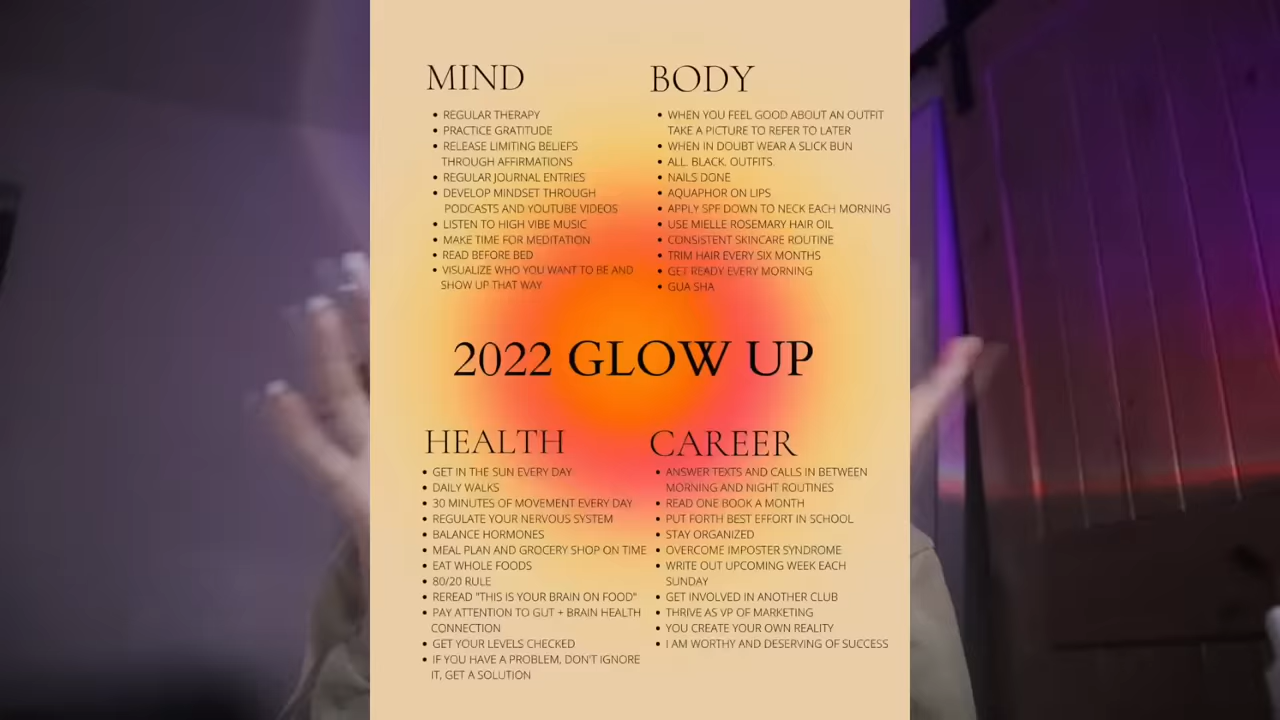 MIND
• REGULAR THERAPY
• PRACTICE GRATITUDE
• RELEASE LIMITING BELIEFS
THROUGH AFFIRMATIONS
• REGULAR JOURNAL ENTRIES
• DEVELOP MINDSET THROUGH
PODCASTS AND YOUTUBE VIDEOS
• LISTEN TO HIGH VIBE MUSIC
• MAKE TIME FOR MEDITATION
• READ BEFORE BED
• VISUALIZE WHO YOU WANT TO BE AND
SHOW UP THAT WAY
BODY
• WHEN YOU FEEL GOOD ABOUT AN OUTFIT
TAKE A PICTURE TO REFER TO LATER
• WHEN IN DOUBT WEAR A SLICK BUN
• ALL. BLACK. OUTFITS.
• NAILS DONE
• AQUAPHOR ON LIPS
• APPLY SPF DOWN TO NECK EACH MORNING
• USE MIELLE ROSEMARY HAIR OIL
• CONSISTENT SKINCARE ROUTINE
• TRIM HAIR EVERY SIX MONTHS
• GET READY EVERY MORNING
• GUA SHA
2022 GLOW UP
HEALTH
• GET IN THE SUN EVERY DAY
• DAILY WALKS
• 30 MINUTES OF MOVEMENT EVERY DAY
• REGULATE YOUR NERVOUS SYSTEM
• BALANCE HORMONES
• MEAL PLAN AND GROCERY SHOP ON TIME
• EAT WHOLE FOODS
• 80/20 RULE
• REREAD "THIS IS YOUR BRAIN ON FOOD"
• PAY ATTENTION TO GUT + BRAIN HEALTH
CONNECTION
• GET YOUR LEVELS CHECKED
• IF YOU HAVE A PROBLEM, DON'T IGNORE
IT, GET A SOLUTION
CAREER
• ANSWER TEXTS AND CALLS IN BETWEEN
MORNING AND NIGHT ROUTINES
• READ ONE BOOK A MONTH
• PUT FORTH BEST EFFORT IN SCHOOL
• STAY ORGANIZED
• OVERCOME IMPOSTER SYNDROME
• WRITE OUT UPCOMING WEEK EACH
SUNDAY
• GET INVOLVED IN ANOTHER CLUB
• THRIVE AS VP OF MARKETING
• YOU CREATE YOUR OWN REALITY
• I AM WORTHY AND DESERVING OF SUCCESS